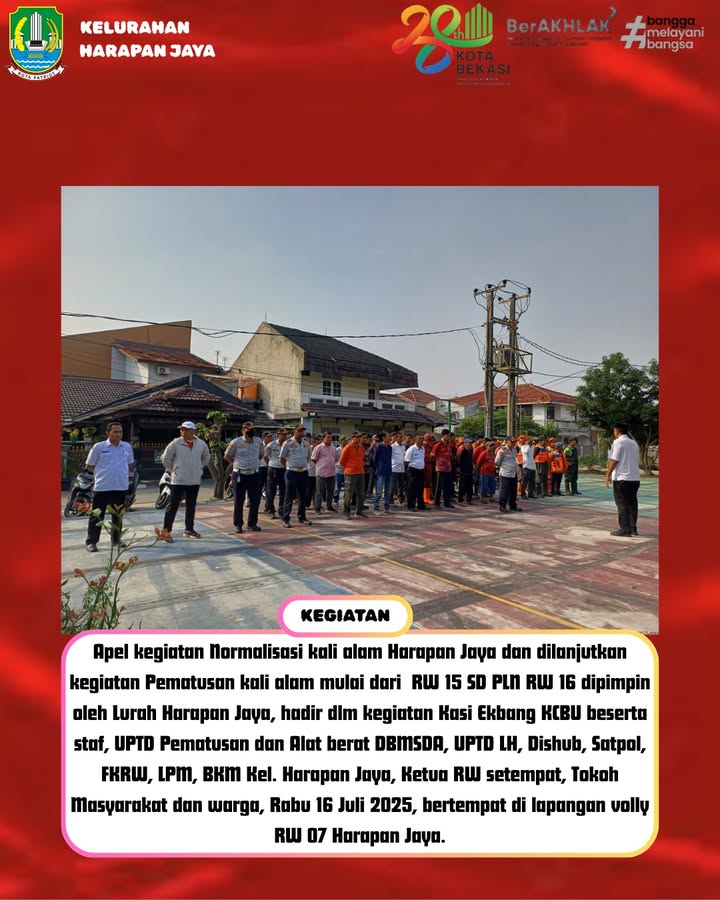 KELURAHAN
HARAPAN JAYA
KOTA PATRIOT
28th
KOTA
BEKASI
BerAKHLAK
#bangga
melayani
bangsa
KEGIATAN
Apel kegiatan Normalisasi kali alam Harapan Jaya dan dilanjutkan
kegiatan Pematusan kali alam mulai dari RW 15 SD PLN RW 16 dipimpin
oleh Lurah Harapan Jaya, hadir dlm kegiatan Kasi Ekbang KCBU beserta
staf, UPTD Pematusan dan Alat berat DBMSDA, UPTD LH, Dishub, Satpol,
FKRW, LPM, BKM Kel. Harapan Jaya, Ketua RW setempat, Tokoh
Masyarakat dan warga, Rabu 16 Juli 2025, bertempat di lapangan volly
RW 07 Harapan Jaya.